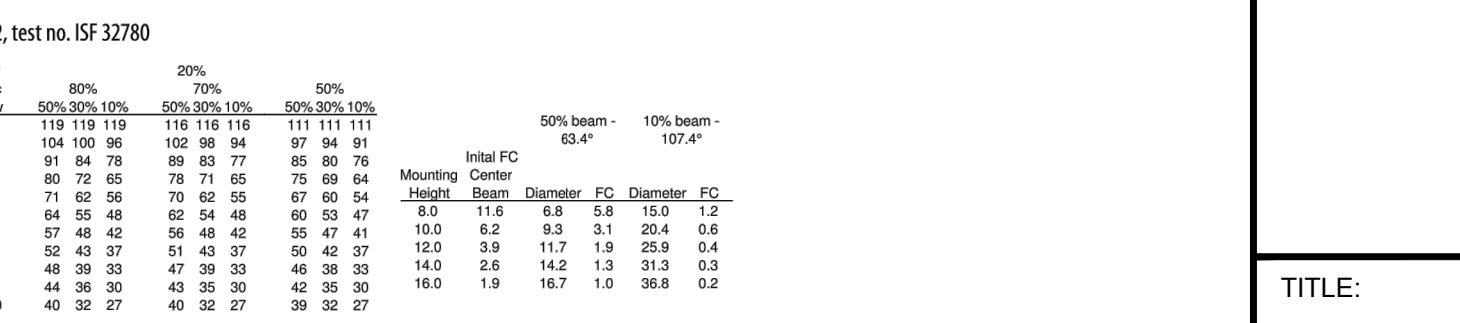 , test no. ISF 32780
20%
80% 70% 50%
50% 30% 10% 50% 30% 10% 50% 30% 10%
119 119 119 116 116 116 111 111 111
104 100 96 102 98 94 97 94 91
91 84 78 89 83 77 85 80 76
80 72 65 78 71 65 75 69 64
71 62 56 70 62 55 67 60 54
64 55 48 62 54 48 60 53 47
57 48 42 56 48 42 55 47 41
52 43 37 51 43 37 50 42 37
48 39 33 47 39 33 46 38 33
44 36 30 43 35 30 42 35 30
40 32 27 40 32 27 39 32 27
50% beam - 10% beam -
63.4° 107.4°
Inital FC
Mounting Center
Height Beam Diameter FC Diameter FC
8.0 11.6 6.8 5.8 15.0 1.2
10.0 6.2 9.3 3.1 20.4 0.6
12.0 3.9 11.7 1.9 25.9 0.4
14.0 2.6 14.2 1.3 31.3 0.3
16.0 1.9 16.7 1.0 36.8 0.2
TITLE: